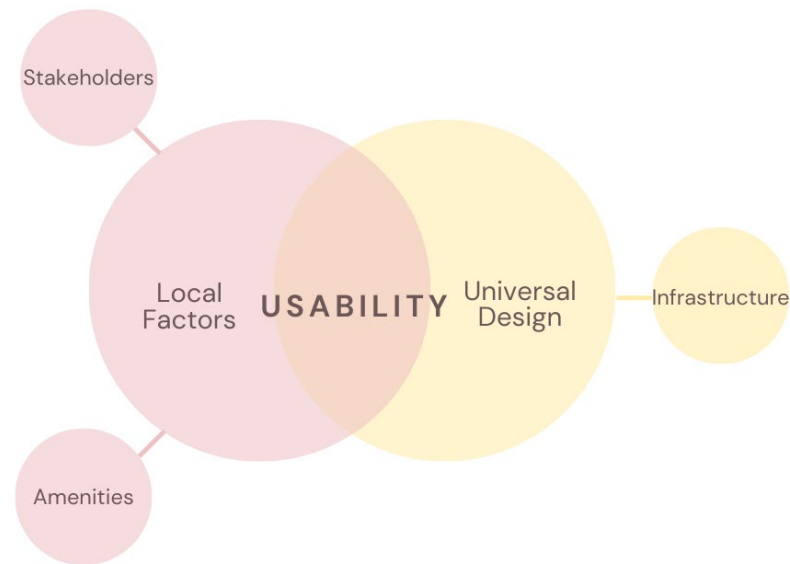 Stakeholders
Local
Factors
USABILITY
Universal
Design
Infrastructure
Amenities